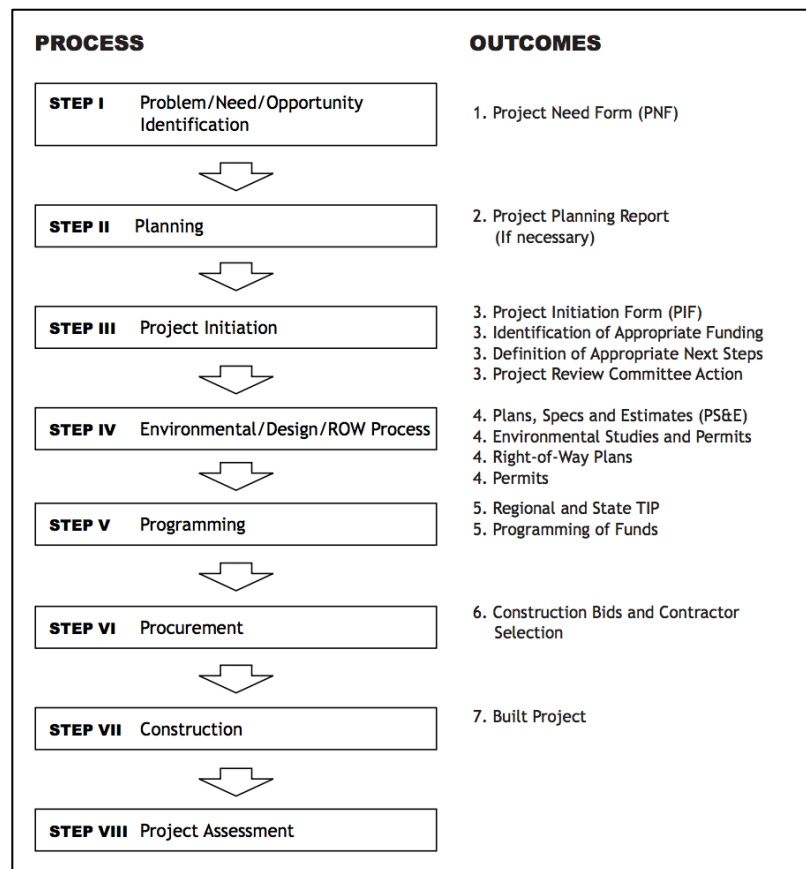 PROCESS
OUTCOMES
STEP I Problem/Need/Opportunity
Identification
1. Project Need Form (PNF)
STEP II Planning
2. Project Planning Report
(If necessary)
STEP III Project Initiation
3. Project Initiation Form (PIF)
3. Identification of Appropriate Funding
3. Definition of Appropriate Next Steps
3. Project Review Committee Action
STEP IV Environmental/Design/ROW Process
4. Plans, Specs and Estimates (PS&E)
4. Environmental Studies and Permits
4. Right-of-Way Plans
4. Permits
STEP V Programming
5. Regional and State TIP
5. Programming of Funds
STEP VI Procurement
6. Construction Bids and Contractor
Selection
STEP VII Construction
7. Built Project
STEP VIII Project Assessment